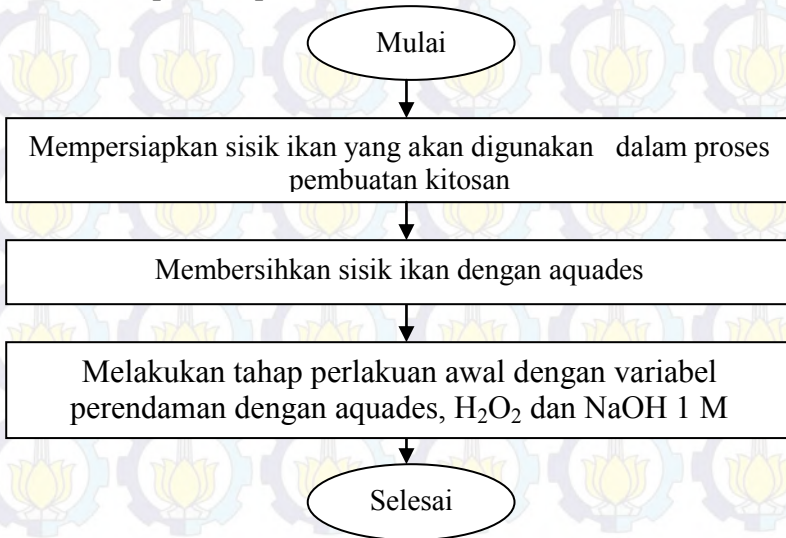 Mulai
Mempersiapkan sisik ikan yang akan digunakan dalam proses
pembuatan kitosan
Membersihkan sisik ikan dengan aquades
Melakukan tahap perlakuan awal dengan variabel
perendaman dengan aquades, H₂O₂ dan NaOH 1 M
Selesai